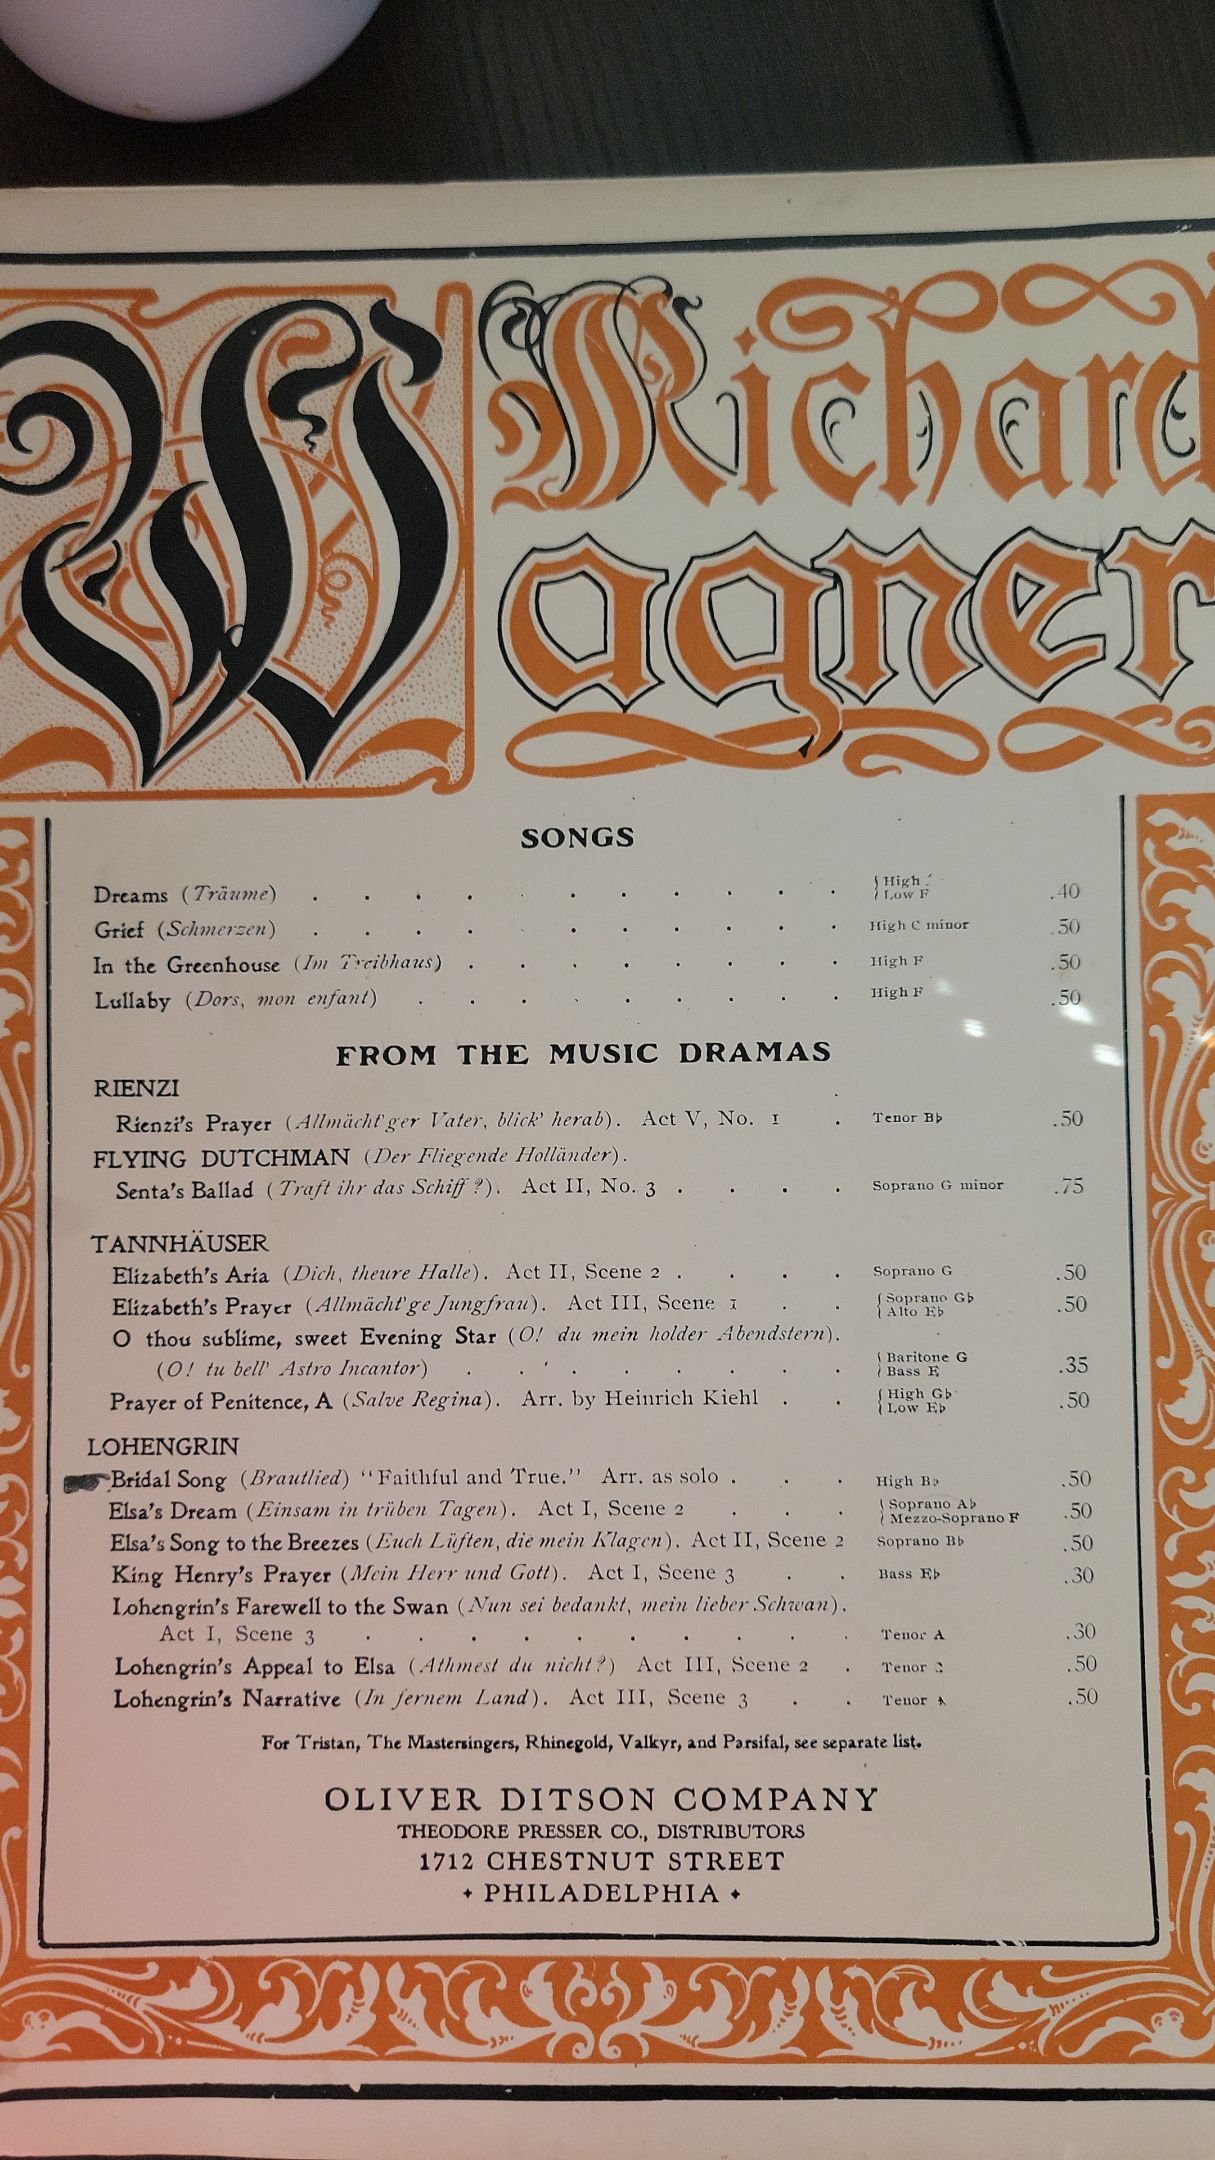 Richard
Wagner
SONGS
Dreams (Träume) . . . . . . . . . . { High
{ Low F .40
Grief (Schmerzen) . . . . . . . . . . High C minor .50
In the Greenhouse (Im Treibhaus) . . . . . . . . High F .50
Lullaby (Dors, mon enfant) . . . . . . . . . High F .50
FROM THE MUSIC DRAMAS
RIENZI
Rienzi's Prayer (Allmächt'ger Vater, blick' herab). Act V, No. 1 . Tenor B♭ .50
FLYING DUTCHMAN (Der Fliegende Holländer).
Senta's Ballad (Traft ihr das Schiff?). Act II, No. 3 . . . . Soprano G minor .75
TANNHÄUSER
Elizabeth's Aria (Dich, theure Halle). Act II, Scene 2 . . . . Soprano G .50
Elizabeth's Prayer (Allmächt'ge Jungfrau). Act III, Scene 1 . . { Soprano G♭ .50
{ Alto E♭
O thou sublime, sweet Evening Star (O! du mein holder Abendstern).
(O! tu bell' Astro Incantor) . . . . . . . . { Baritone G .35
{ Bass E
Prayer of Penitence, A (Salve Regina). Arr. by Heinrich Kiehl . . { High G♭ .50
{ Low E♭
LOHENGRIN
Bridal Song (Brautlied) "Faithful and True." Arr. as solo . . . High B♭ .50
Elsa's Dream (Einsam in trüben Tagen). Act I, Scene 2 . . . { Soprano A♭ .50
{ Mezzo-Soprano F
Elsa's Song to the Breezes (Euch Lüften, die mein Klagen). Act II, Scene 2 Soprano B♭ .50
King Henry's Prayer (Mein Herr und Gott). Act I, Scene 3 . . Bass E♭ .30
Lohengrin's Farewell to the Swan (Nun sei bedankt, mein lieber Schwan).
Act I, Scene 3 . . . . . . . . . . Tenor A .30
Lohengrin's Appeal to Elsa (Athmest du nicht?) Act III, Scene 2 . Tenor .50
Lohengrin's Narrative (In fernem Land). Act III, Scene 3 . . Tenor A .50
For Tristan, The Mastersingers, Rhinegold, Valkyr, and Parsifal, see separate list.
OLIVER DITSON COMPANY
THEODORE PRESSER CO., DISTRIBUTORS
1712 CHESTNUT STREET
PHILADELPHIA